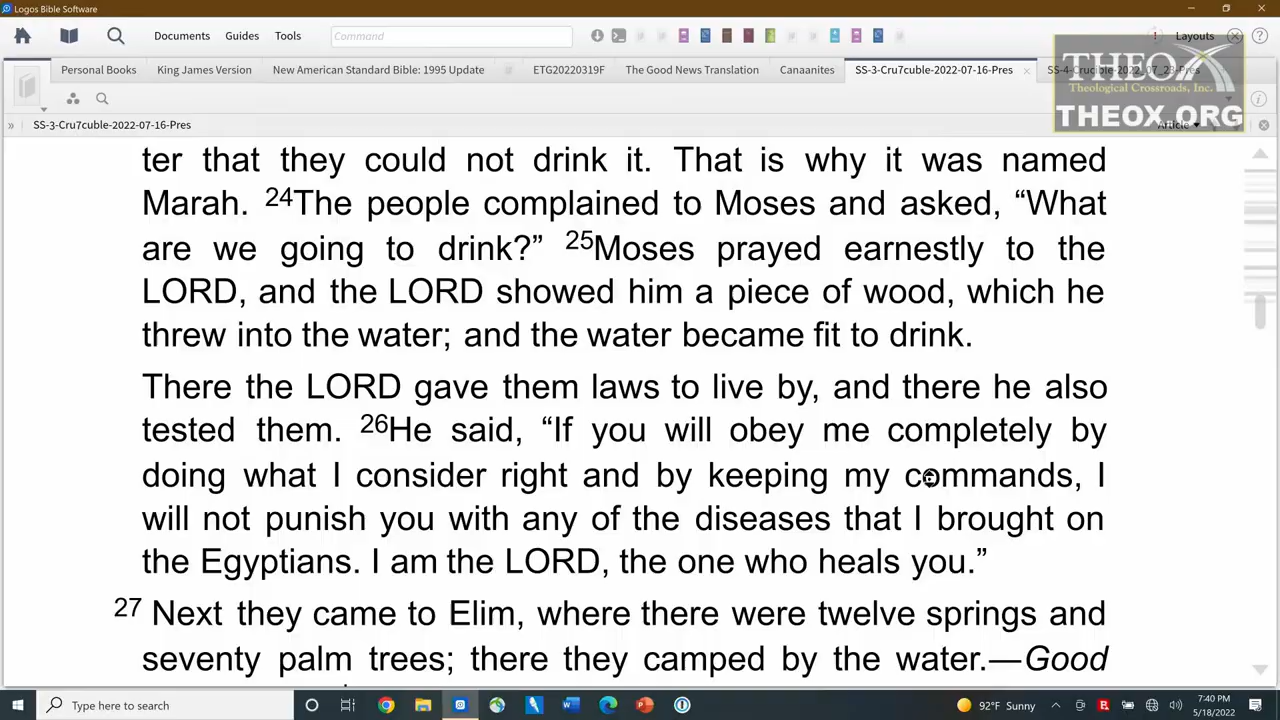 Logos Bible Software
Documents Guides Tools Command Layouts
Personal Books King James Version New American St ute ETG20220319F The Good News Translation Canaanites SS-3-Cru7cuble-2022-07-16-Pres SS-4-Crucible-2022_07_23-Pres
THEOX
Theological Crossroads, Inc.
THEOX.ORG
SS-3-Cru7cuble-2022-07-16-Pres Article
ter that they could not drink it. That is why it was named
Marah. 24The people complained to Moses and asked, “What
are we going to drink?” 25Moses prayed earnestly to the
LORD, and the LORD showed him a piece of wood, which he
threw into the water; and the water became fit to drink.
There the LORD gave them laws to live by, and there he also
tested them. 26He said, “If you will obey me completely by
doing what I consider right and by keeping my commands, I
will not punish you with any of the diseases that I brought on
the Egyptians. I am the LORD, the one who heals you.”
27 Next they came to Elim, where there were twelve springs and
seventy palm trees; there they camped by the water.—Good
Type here to search 92°F Sunny 7:40 PM
5/18/2022